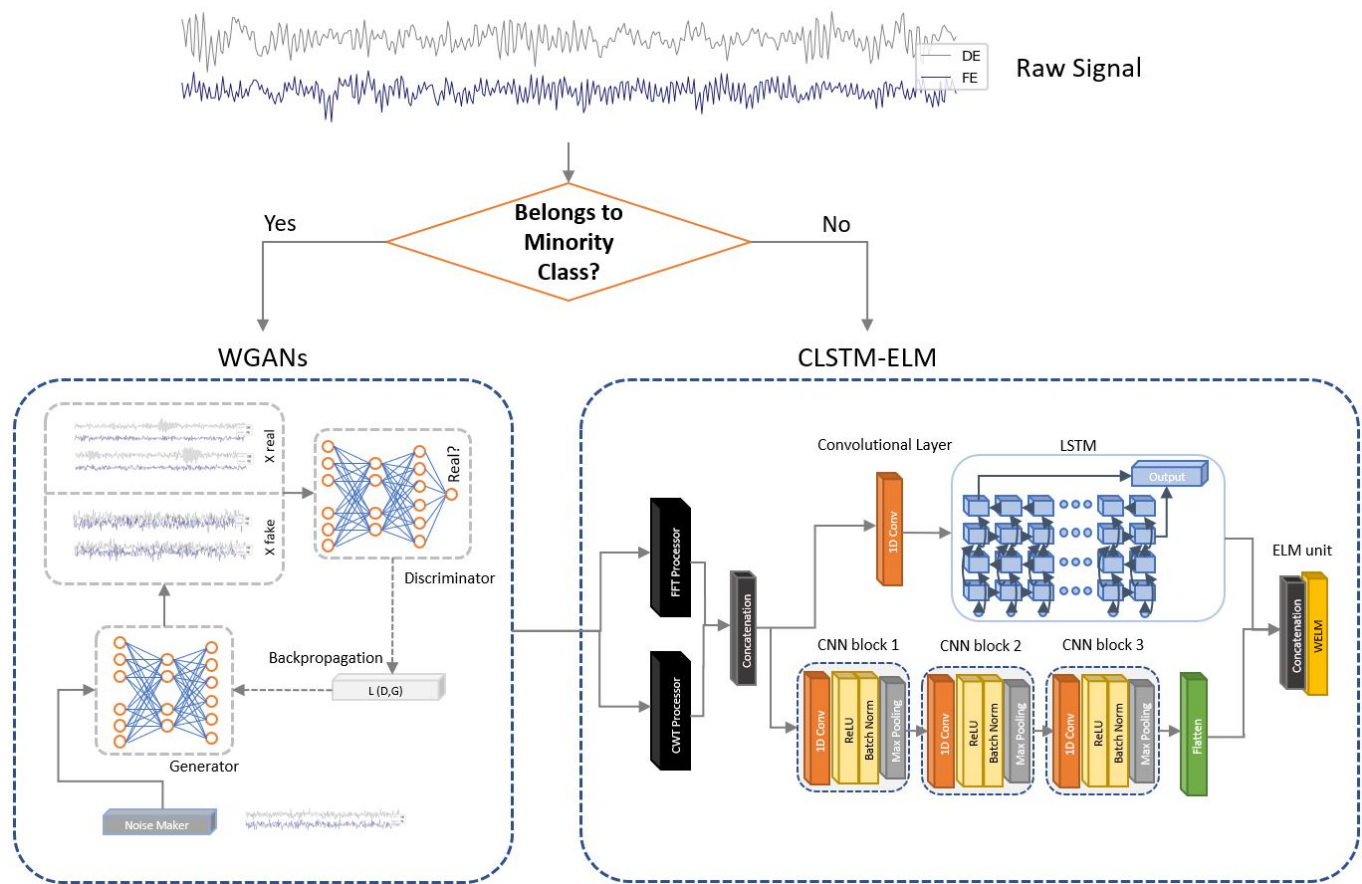 DE
FE
Raw Signal
Belongs to
Minority
Class?
Yes
No
WGANs
CLSTM-ELM
X real
X fake
Real?
Discriminator
Backpropagation
L (D,G)
Generator
Noise Maker
FFT Processor
CWT Processor
Concatenation
Convolutional Layer
1D Conv
LSTM
Output
CNN block 1
CNN block 2
CNN block 3
1D Conv
ReLU
Batch Norm
Max Pooling
1D Conv
ReLU
Batch Norm
Max Pooling
1D Conv
ReLU
Batch Norm
Max Pooling
Flatten
ELM unit
Concatenation
WELM